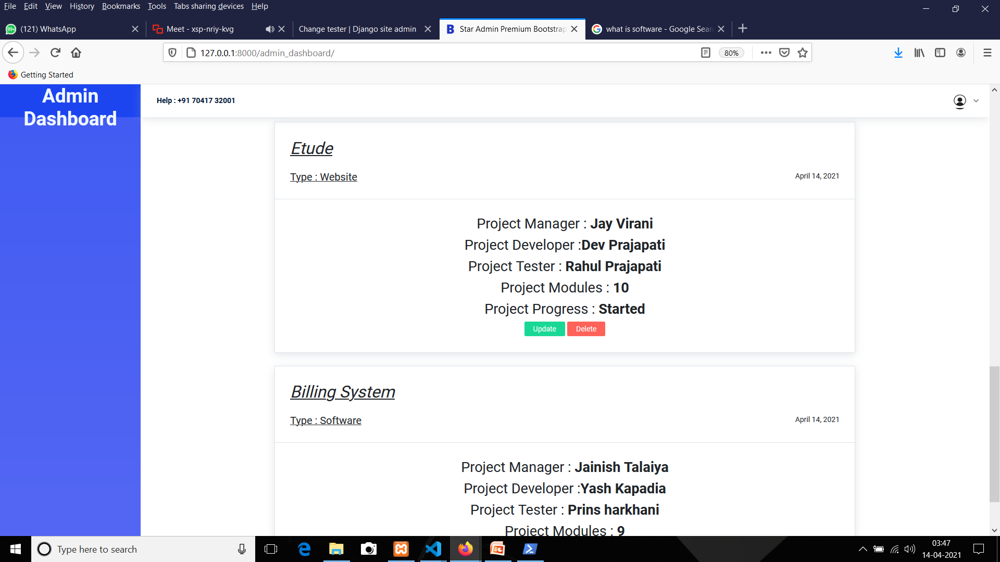 File Edit View History Bookmarks Tools Tabs sharing devices Help
(121) WhatsApp
Meet - xsp-nriy-kvg
Change tester | Django site admin
Star Admin Premium Bootstrap
what is software - Google Sear
127.0.0.1:8000/admin_dashboard/
80%
Getting Started
Admin
Dashboard
Help : +91 70417 32001
Etude
Type : Website
April 14, 2021
Project Manager : Jay Virani
Project Developer :Dev Prajapati
Project Tester : Rahul Prajapati
Project Modules : 10
Project Progress : Started
Update Delete
Billing System
Type : Software
April 14, 2021
Project Manager : Jainish Talaiya
Project Developer :Yash Kapadia
Project Tester : Prins harkhani
Project Modules : 9
Type here to search
03:47
14-04-2021